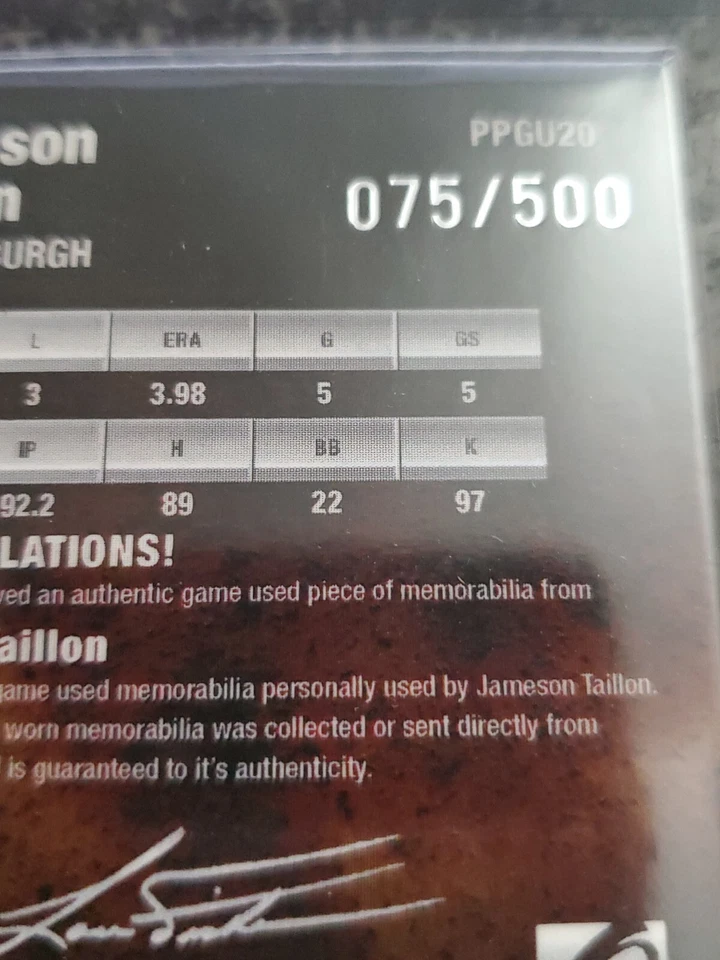 PPGU20
son
n
075/500
URGH
L ERA G GS
3 3.98 5 5
IP H BB K
92.2 89 22 97
LATIONS!
ved an authentic game used piece of memorabilia from
aillon
game used memorabilia personally used by Jameson Taillon.
worn memorabilia was collected or sent directly from
is guaranteed to it's authenticity.